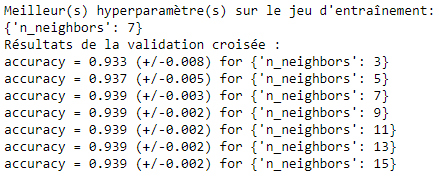 Meilleur(s) hyperparamètre(s) sur le jeu d'entraînement:
{'n_neighbors': 7}
Résultats de la validation croisée :
accuracy = 0.933 (+/-0.008) for {'n_neighbors': 3}
accuracy = 0.937 (+/-0.005) for {'n_neighbors': 5}
accuracy = 0.939 (+/-0.003) for {'n_neighbors': 7}
accuracy = 0.939 (+/-0.002) for {'n_neighbors': 9}
accuracy = 0.939 (+/-0.002) for {'n_neighbors': 11}
accuracy = 0.939 (+/-0.002) for {'n_neighbors': 13}
accuracy = 0.939 (+/-0.002) for {'n_neighbors': 15}